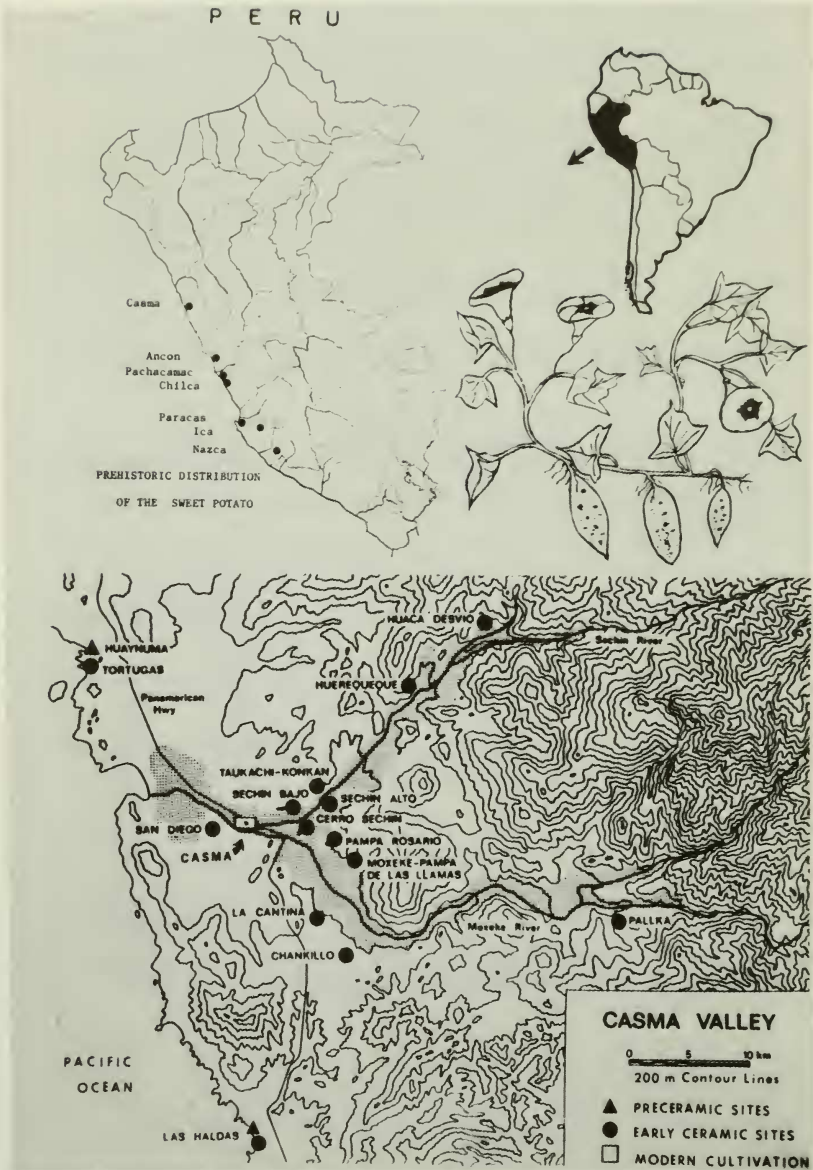 PERU
Casma
Ancon
Pachacamac
Chilca
Paracas
Ica
Nazca
PREHISTORIC DISTRIBUTION
OF THE SWEET POTATO
HUACA DESVIO
Sechin River
HUAYNUMA
TORTUGAS
HUEREQUEQUE
Panamerican
Hwy
TAUKACHI-KONKAN
SECHIN BAJO
SECHIN ALTO
SAN DIEGO
CERRO SECHIN
CASMA
PAMPA ROSARIO
MOXEKE-PAMPA
DE LAS LLAMAS
LA CANTINA
Moxeke River
PALLKA
CHANKILLO
PACIFIC
OCEAN
LAS HALDAS
CASMA VALLEY
0 5 10 km
200 m Contour Lines
PRECERAMIC SITES
EARLY CERAMIC SITES
MODERN CULTIVATION